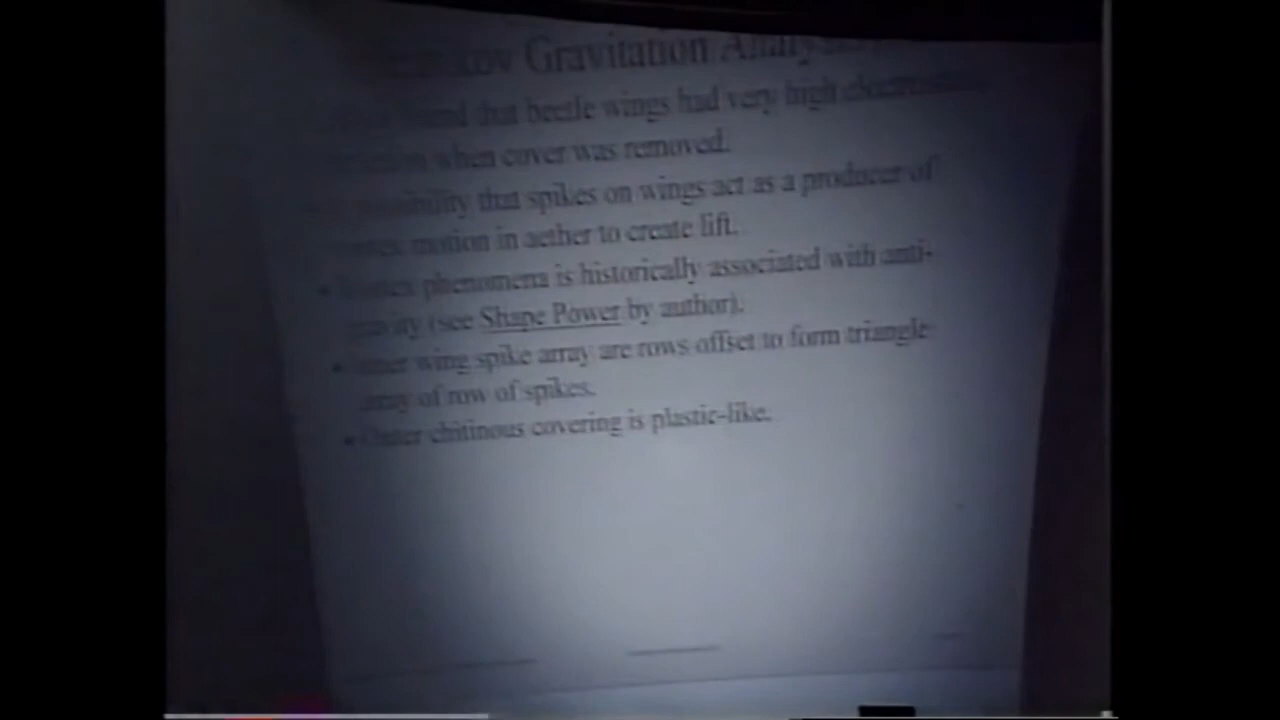 Gravitation
that beetle wings had very high
when cover was removed.
that spikes on wings act as a producer of
motion in aether to create lift.
phenomena is historically associated with anti-
gravity (see Shape Power by author).
wing spike array are rows offset to form triangle
array of row of spikes.
chitinous covering is plastic-like.